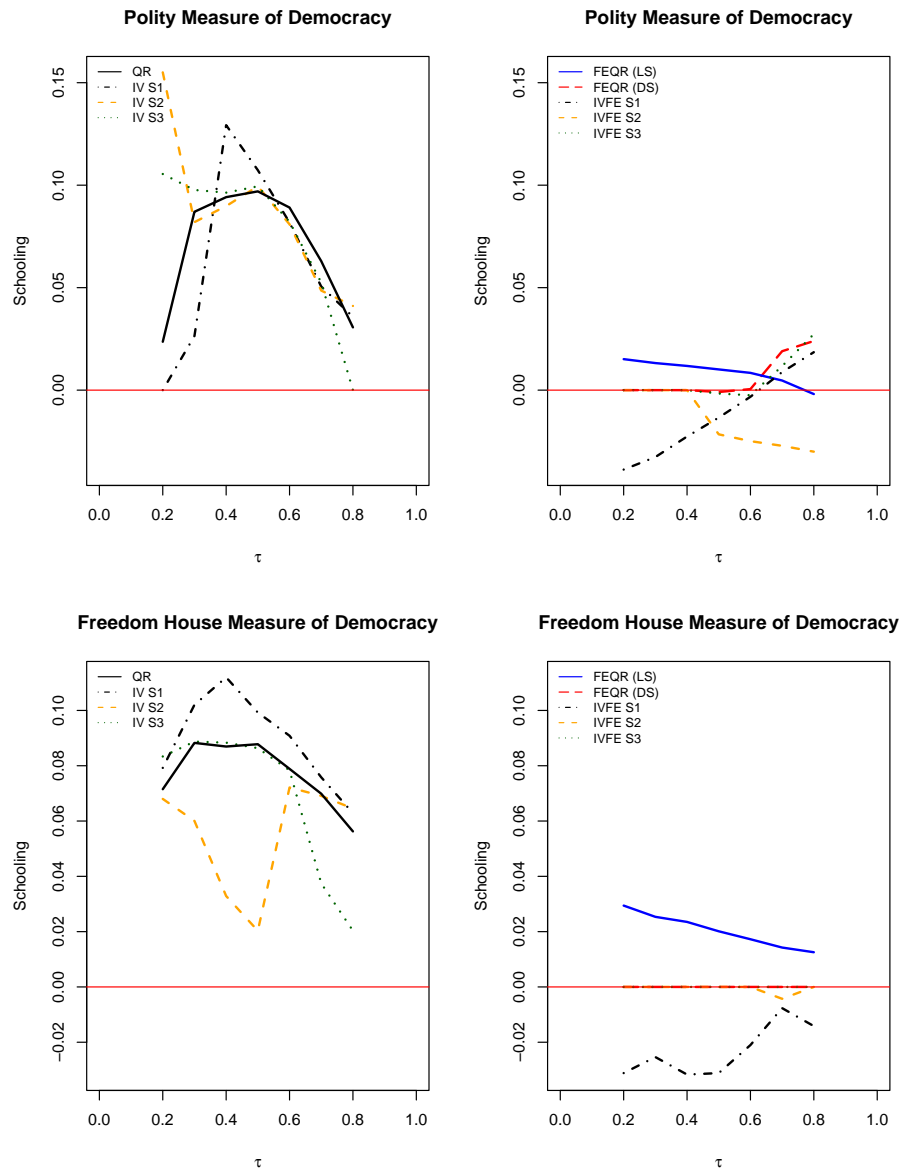 Polity Measure of Democracy
QR
IV S1
IV S2
IV S3
Schooling
0.00
0.05
0.10
0.15
0.0
0.2
0.4
0.6
0.8
1.0
τ
Polity Measure of Democracy
FEQR (LS)
FEQR (DS)
IVFE S1
IVFE S2
IVFE S3
Schooling
0.00
0.05
0.10
0.15
0.0
0.2
0.4
0.6
0.8
1.0
τ
Freedom House Measure of Democracy
QR
IV S1
IV S2
IV S3
Schooling
−0.02
0.00
0.02
0.04
0.06
0.08
0.10
0.0
0.2
0.4
0.6
0.8
1.0
τ
Freedom House Measure of Democracy
FEQR (LS)
FEQR (DS)
IVFE S1
IVFE S2
IVFE S3
Schooling
−0.02
0.00
0.02
0.04
0.06
0.08
0.10
0.0
0.2
0.4
0.6
0.8
1.0
τ